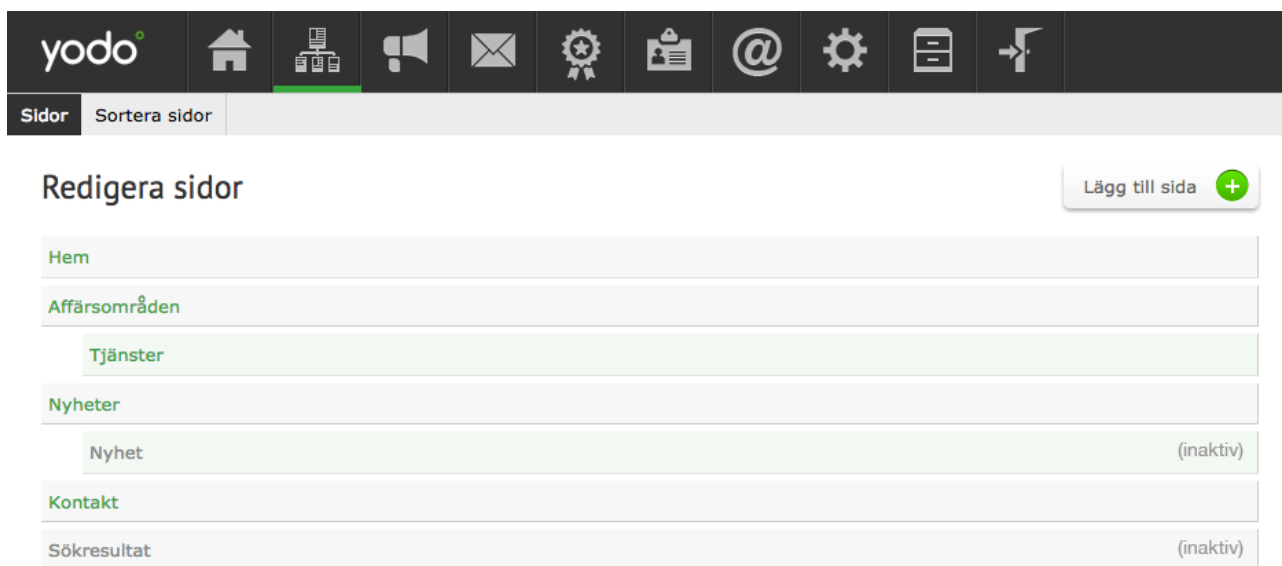 yodo°
Sidor Sortera sidor
Redigera sidor
Lägg till sida
Hem
Affärsområden
Tjänster
Nyheter
Nyhet (inaktiv)
Kontakt
Sökresultat (inaktiv)